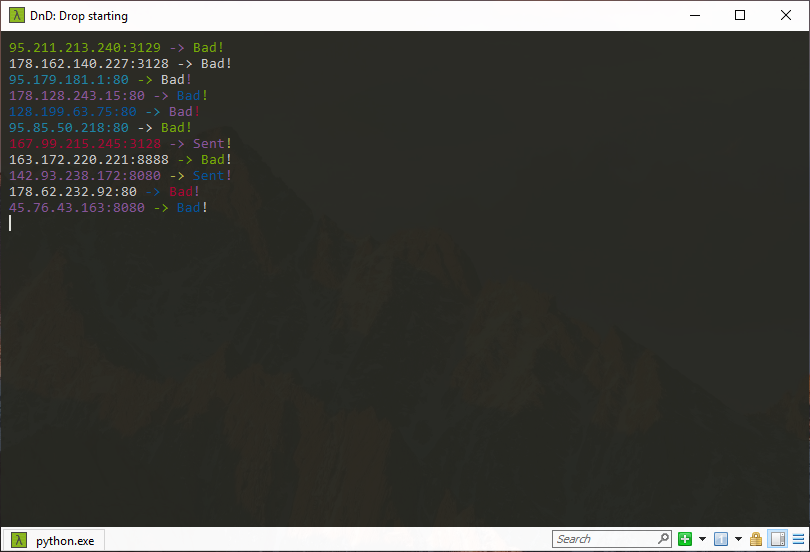 DnD: Drop starting
95.211.213.240:3129 -> Bad!
178.162.140.227:3128 -> Bad!
95.179.181.1:80 -> Bad!
178.128.243.15:80 -> Bad!
128.199.63.75:80 -> Bad!
95.85.50.218:80 -> Bad!
167.99.215.245:3128 -> Sent!
163.172.220.221:8888 -> Bad!
142.93.238.172:8080 -> Sent!
178.62.232.92:80 -> Bad!
45.76.43.163:8080 -> Bad!
python.exe Search